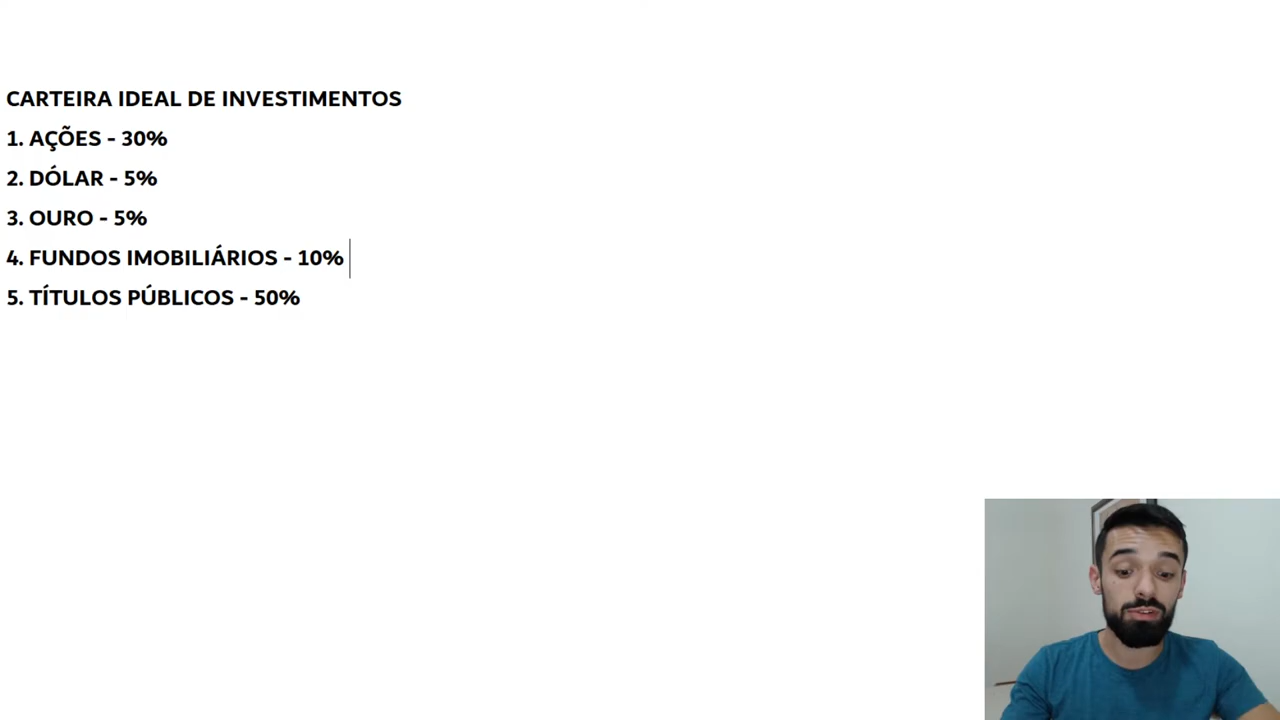 CARTEIRA IDEAL DE INVESTIMENTOS
1. AÇÕES - 30%
2. DÓLAR - 5%
3. OURO - 5%
4. FUNDOS IMOBILIÁRIOS - 10%
5. TÍTULOS PÚBLICOS - 50%